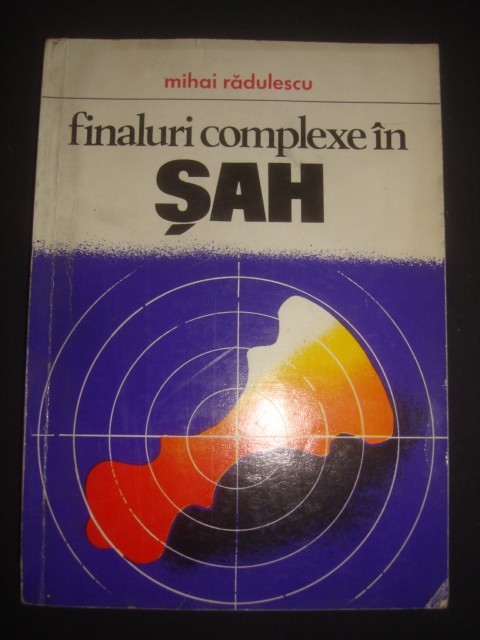 mihai rădulescu
finaluri complexe în
ȘAH